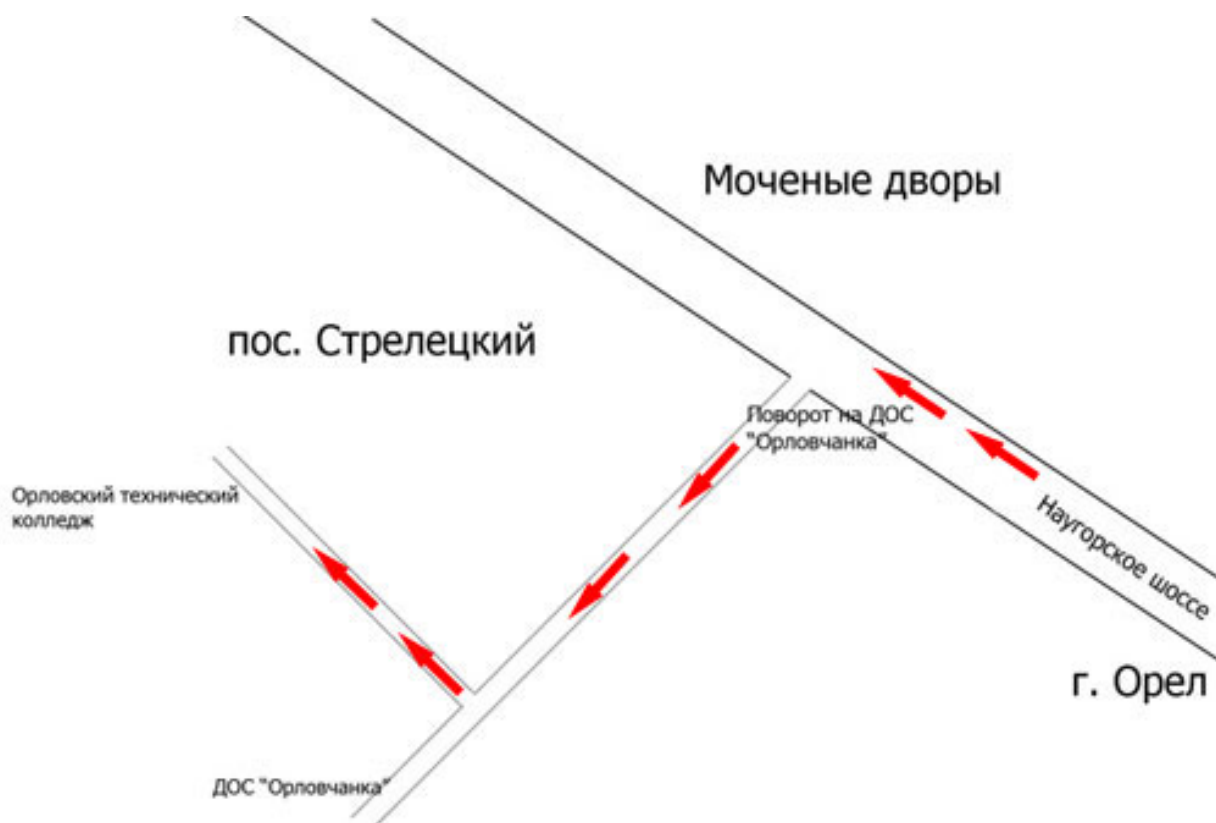 Моченые дворы
пос. Стрелецкий
Поворот на ДОС
"Орловчанка"
Орловский технический
колледж
Наугорское шоссе
г. Орел
ДОС "Орловчанка"